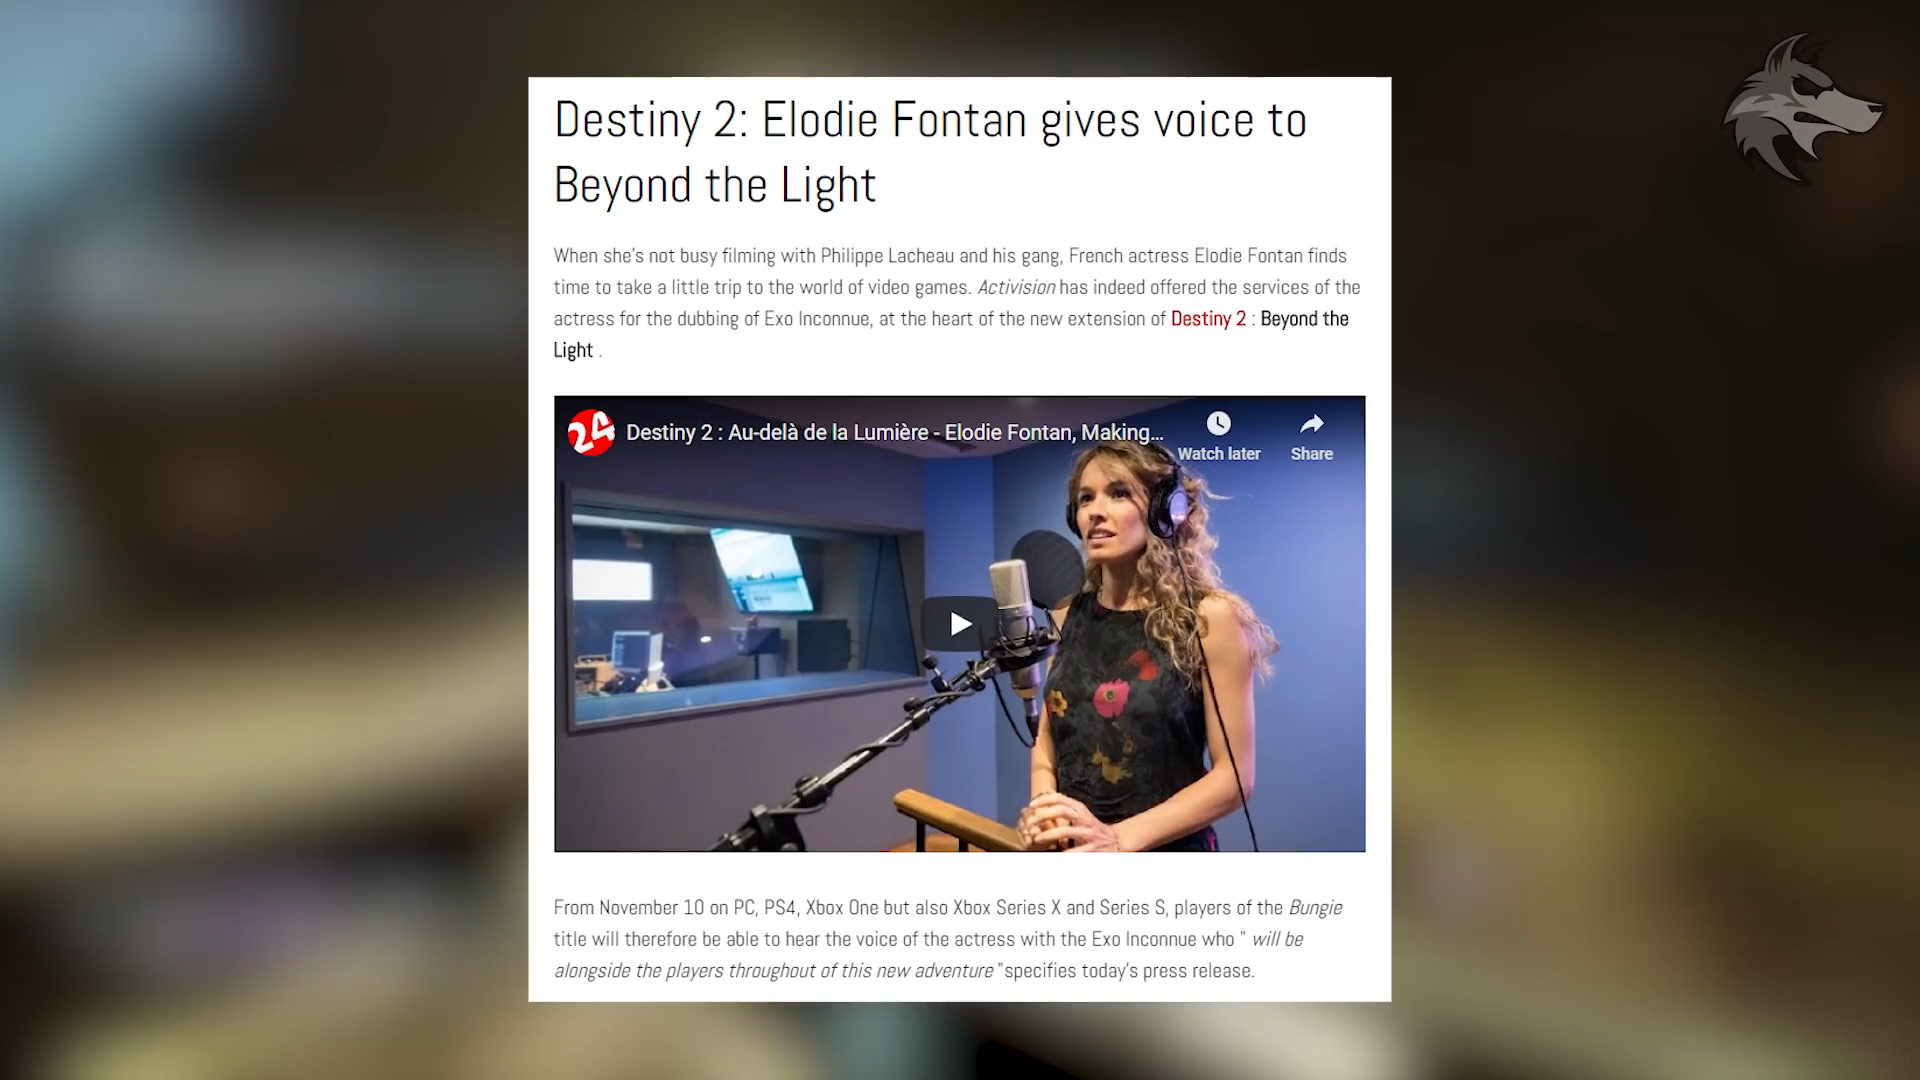 Destiny 2: Elodie Fontan gives voice to
Beyond the Light
When she's not busy filming with Philippe Lacheau and his gang, French actress Elodie Fontan finds
time to take a little trip to the world of video games. Activision has indeed offered the services of the
actress for the dubbing of Exo Inconnue, at the heart of the new extension of Destiny 2 : Beyond the
Light .
24 Destiny 2 : Au-delà de la Lumière - Elodie Fontan, Making...
Watch later Share
From November 10 on PC, PS4, Xbox One but also Xbox Series X and Series S, players of the Bungie
title will therefore be able to hear the voice of the actress with the Exo Inconnue who " will be
alongside the players throughout of this new adventure "specifies today's press release.